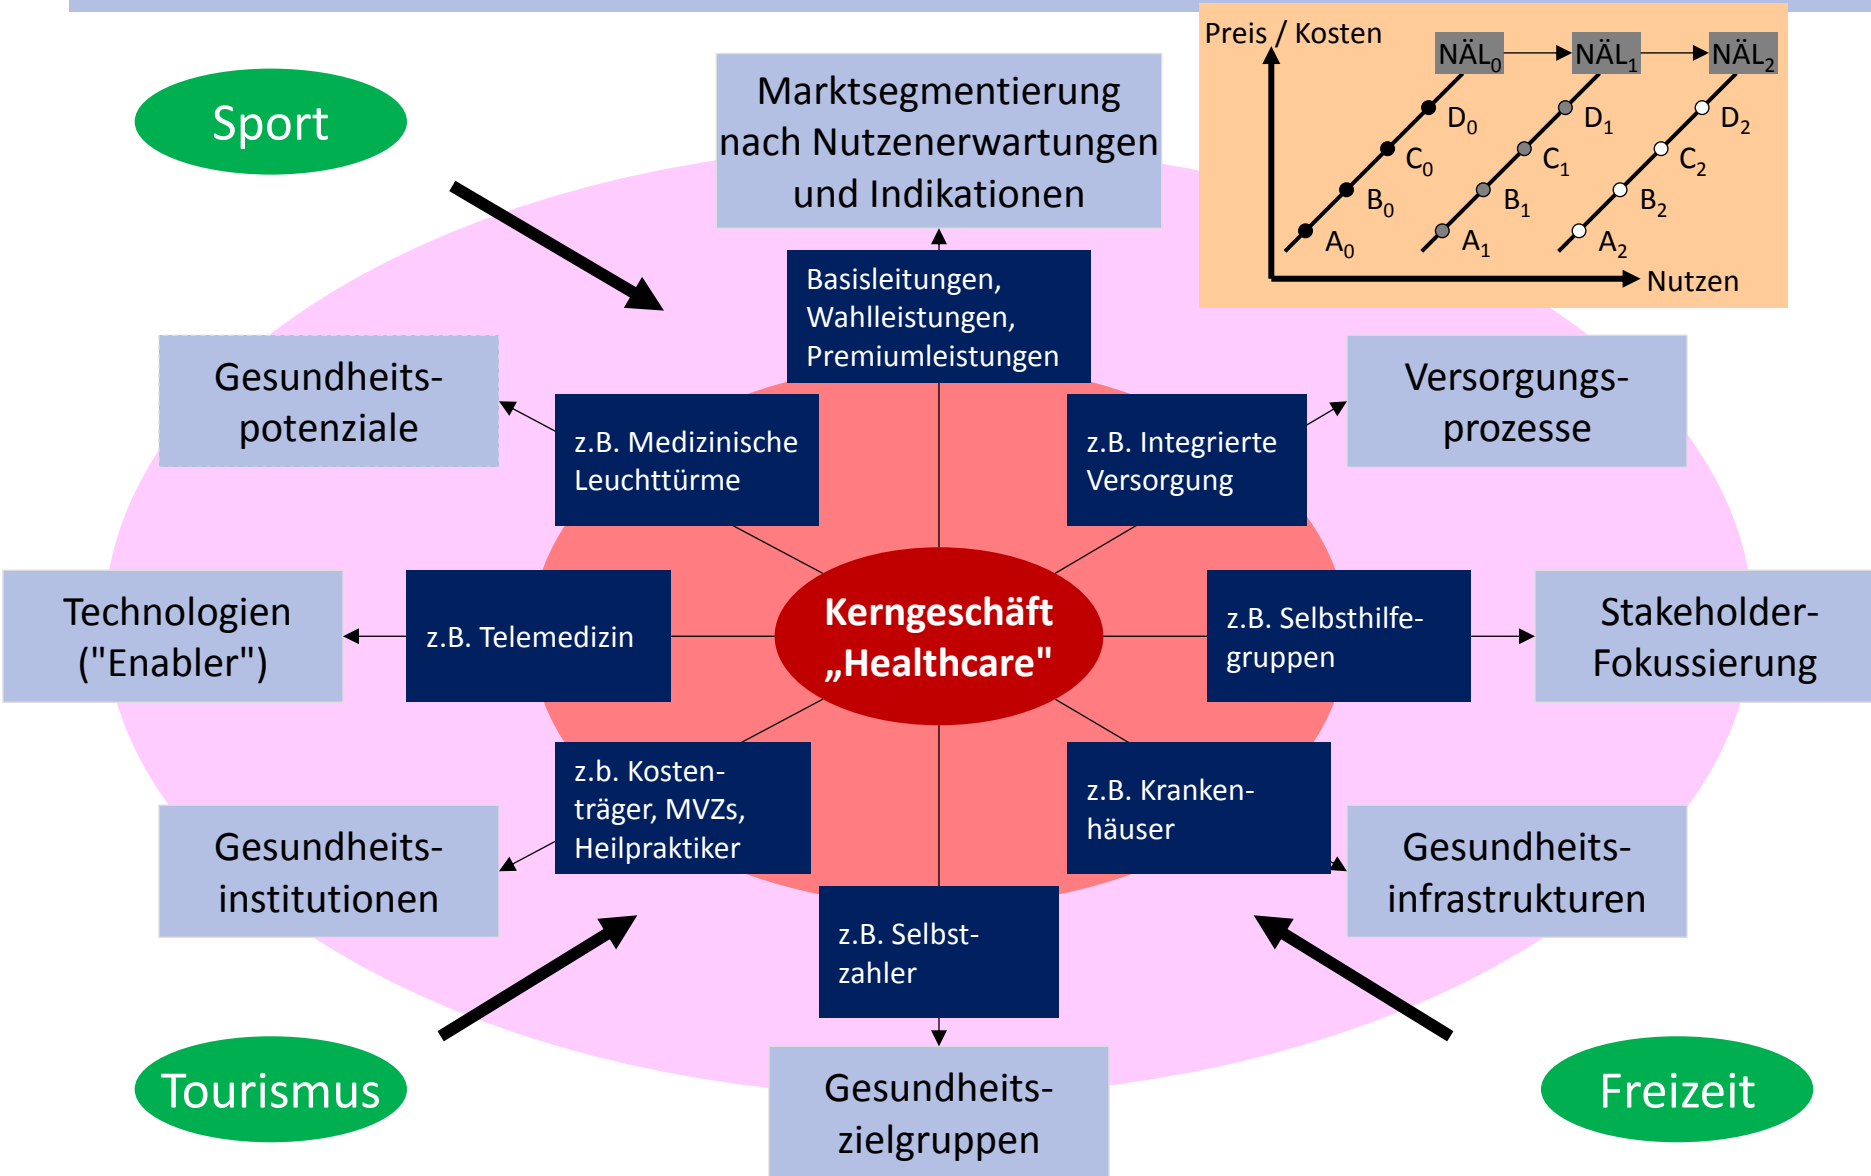 Preis / Kosten
NÄL0
NÄL1
NÄL2
D0
D1
D2
C0
C1
C2
B0
B1
B2
A0
A1
A2
Nutzen
Sport
Marktsegmentierung
nach Nutzenerwartungen
und Indikationen
Basisleitungen,
Wahlleistungen,
Premiumleistungen
Gesundheits-
potenziale
z.B. Medizinische
Leuchttürme
z.B. Integrierte
Versorgung
Versorgungs-
prozesse
Technologien
("Enabler")
z.B. Telemedizin
Kerngeschäft
„Healthcare"
z.B. Selbsthilfe-
gruppen
Stakeholder-
Fokussierung
z.b. Kosten-
träger, MVZs,
Heilpraktiker
z.B. Kranken-
häuser
Gesundheits-
institutionen
z.B. Selbst-
zahler
Gesundheits-
infrastrukturen
Tourismus
Gesundheits-
zielgruppen
Freizeit